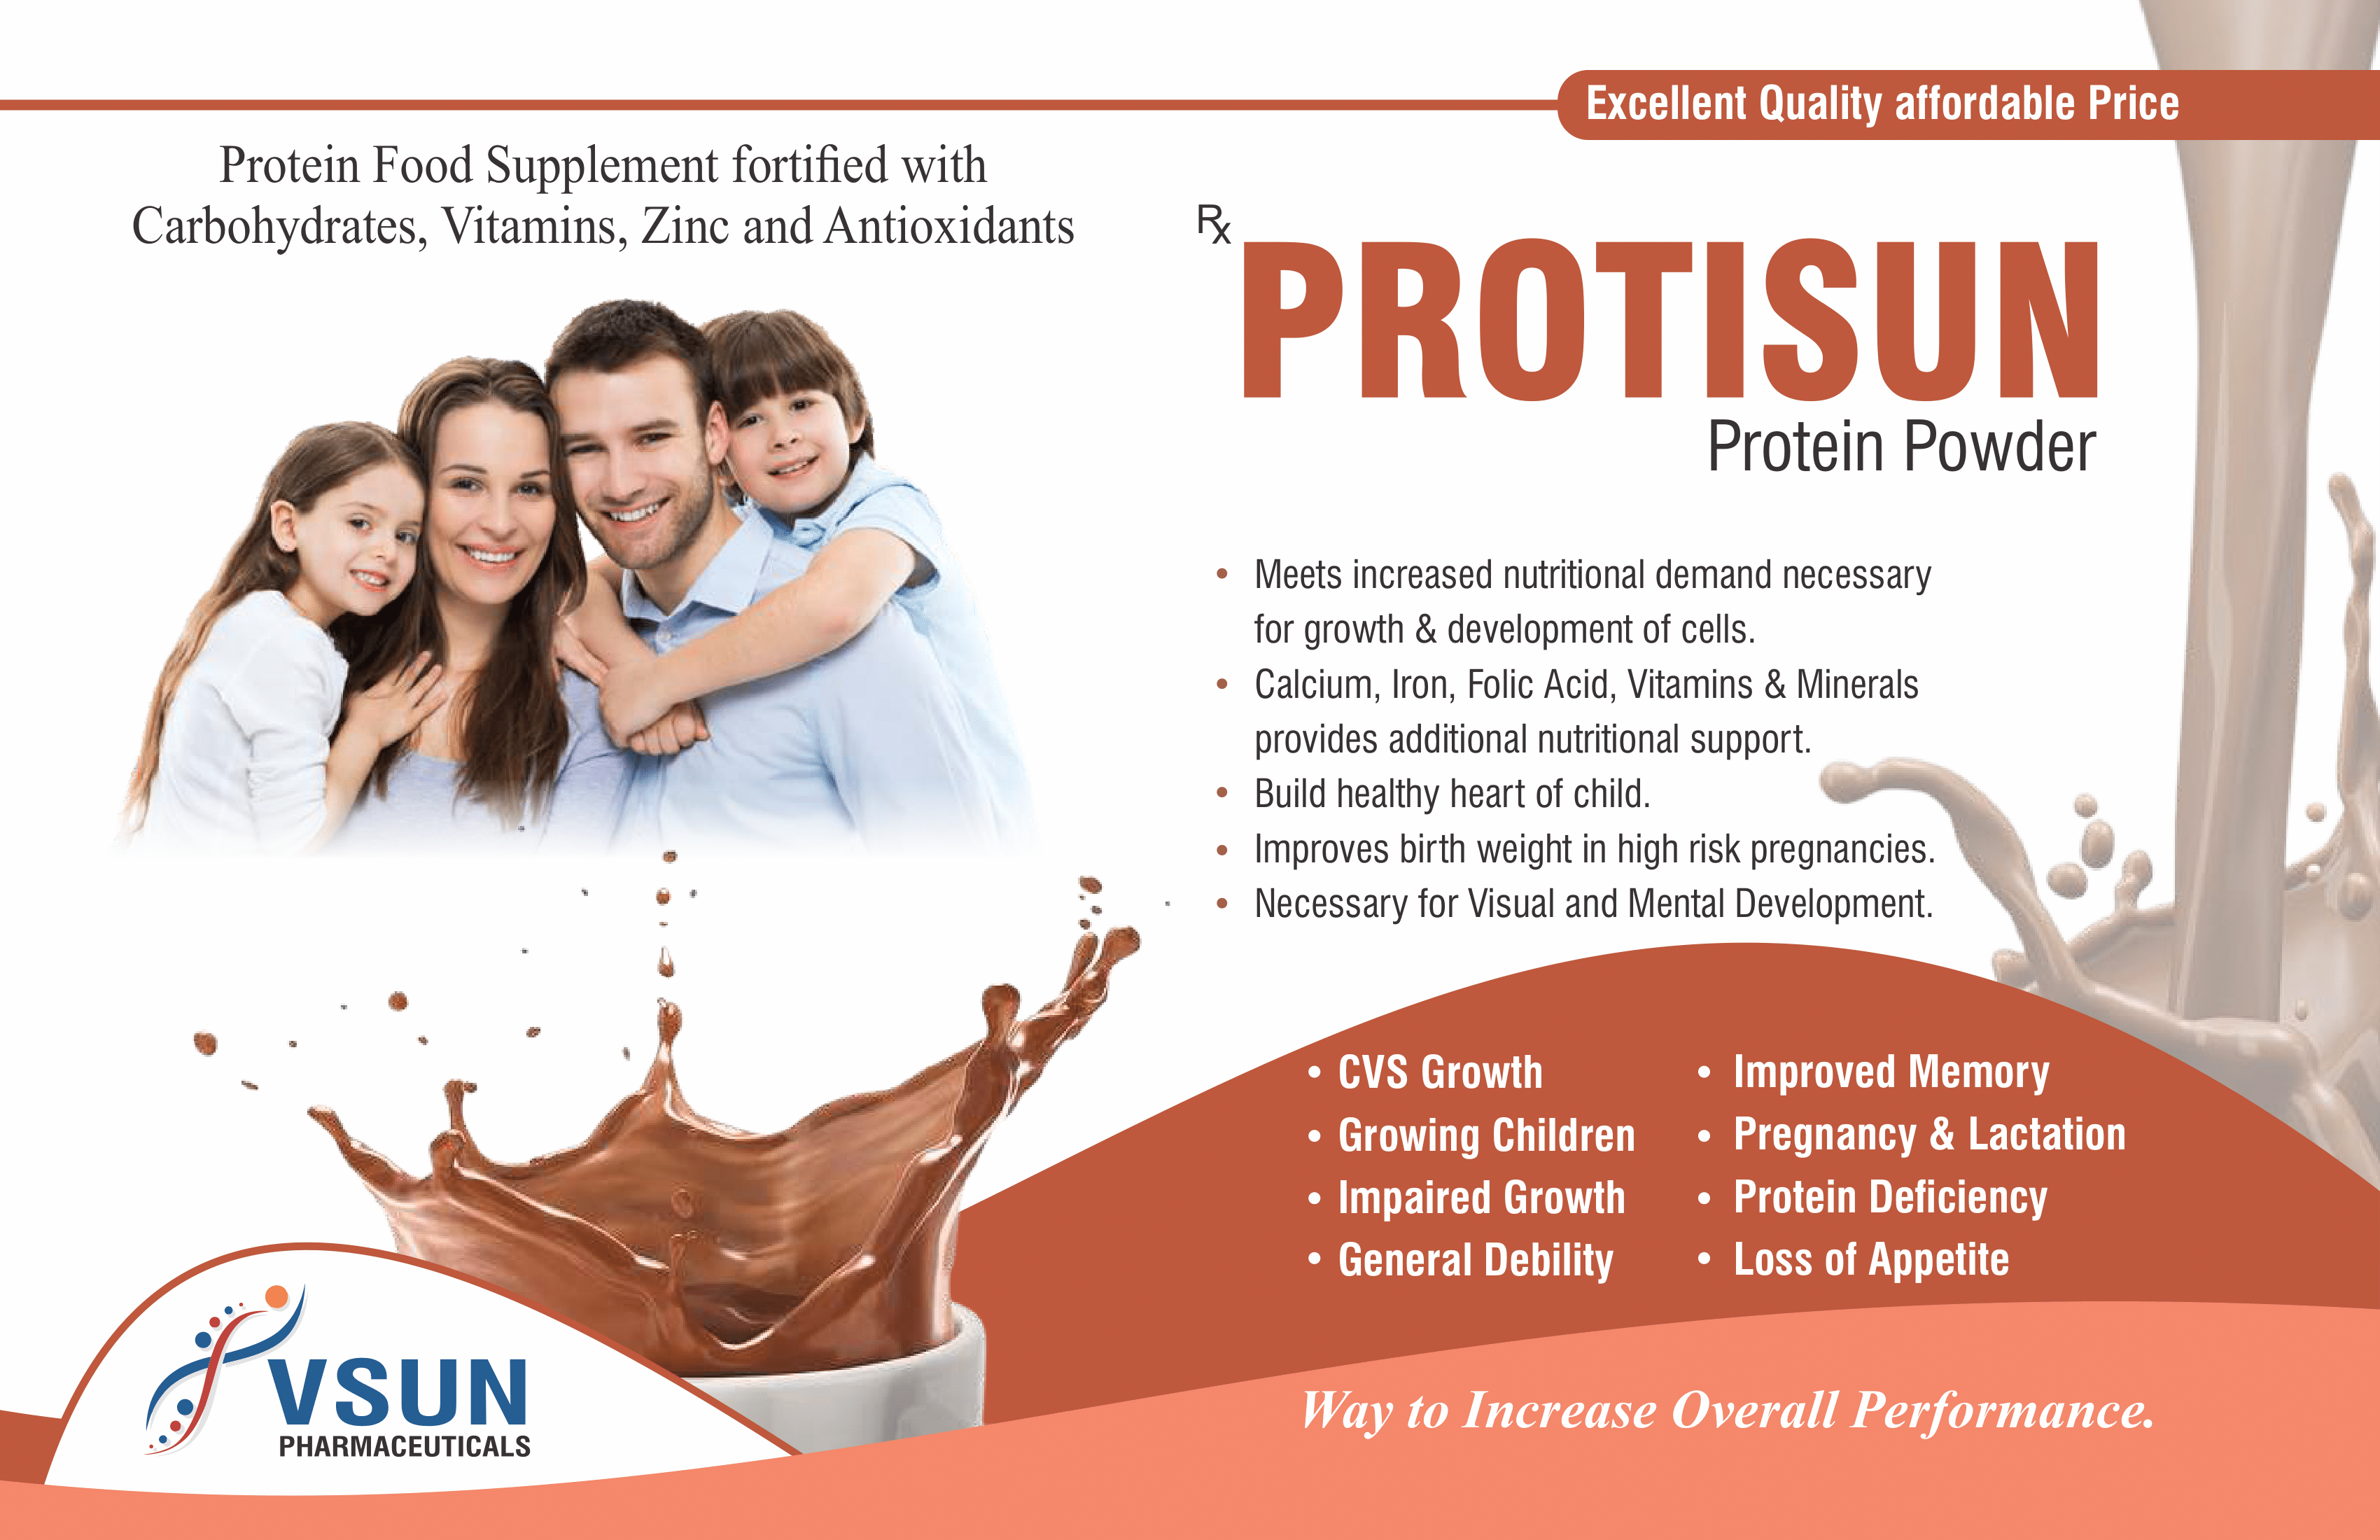 Excellent Quality affordable Price
Protein Food Supplement fortified with
Carbohydrates, Vitamins, Zinc and Antioxidants
℞
PROTISUN
Protein Powder
• Meets increased nutritional demand necessary
for growth & development of cells.
• Calcium, Iron, Folic Acid, Vitamins & Minerals
provides additional nutritional support.
• Build healthy heart of child.
• Improves birth weight in high risk pregnancies.
• Necessary for Visual and Mental Development.
• CVS Growth
• Growing Children
• Impaired Growth
• General Debility
• Improved Memory
• Pregnancy & Lactation
• Protein Deficiency
• Loss of Appetite
Way to Increase Overall Performance.
VSUN
PHARMACEUTICALS